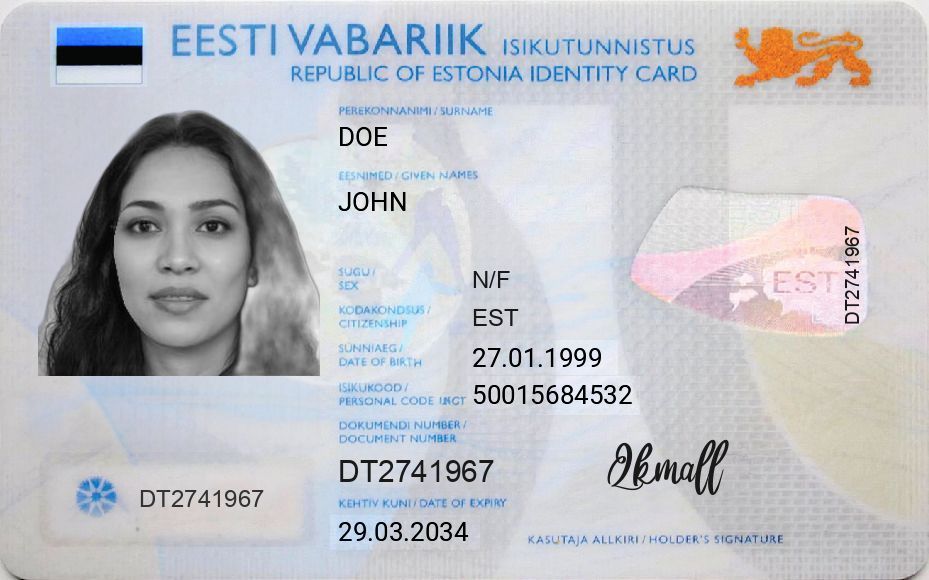 EESTI VABARIIK ISIKUTUNNISTUS
REPUBLIC OF ESTONIA IDENTITY CARD
PEREKONNANIMI / SURNAME
DOE
EESNIMED / GIVEN NAMES
JOHN
SUGU /
SEX
N/F
KODAKONDSUS /
CITIZENSHIP
EST
SÜNNIAEG /
DATE OF BIRTH
27.01.1999
ISIKUKOOD /
PERSONAL CODE
50015684532
DOKUMENDI NUMBER /
DOCUMENT NUMBER
DT2741967
KEHTIV KUNI / DATE OF EXPIRY
29.03.2034
DT2741967
EST
DT2741967
KASUTAJA ALLKIRI / HOLDER'S SIGNATURE